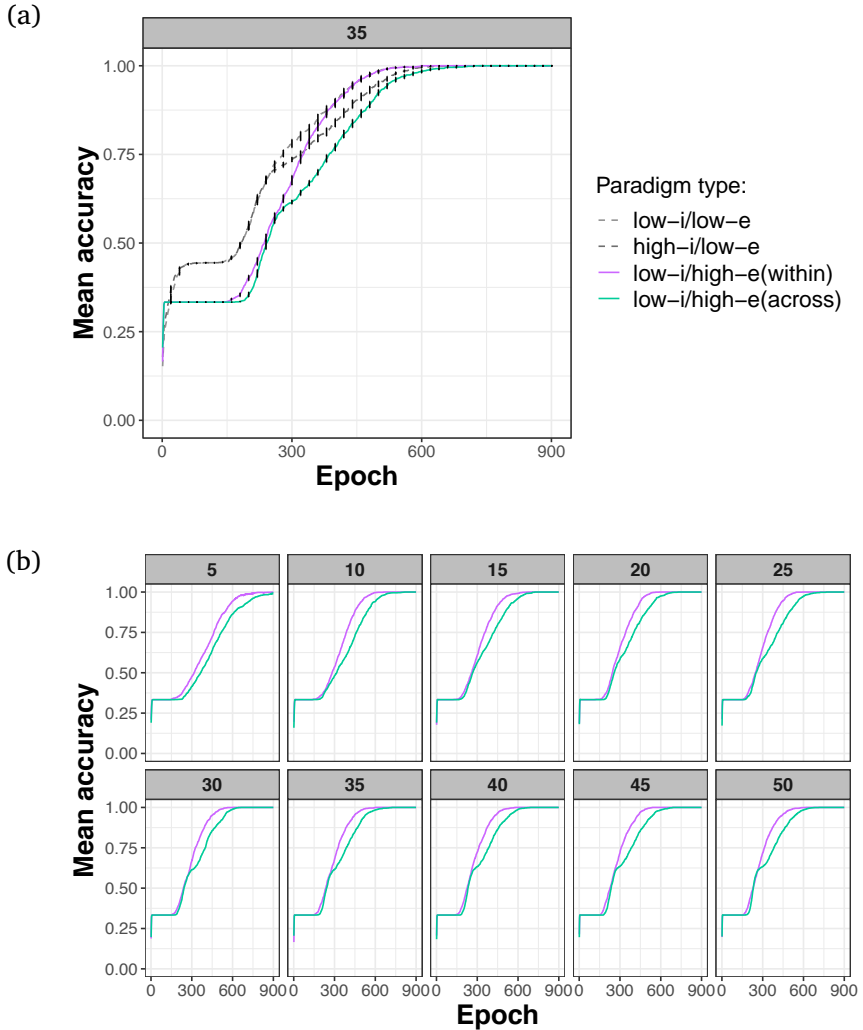 (a)
35
1.00
0.75
0.50
0.25
0.00
Mean accuracy
0 300 600 900
Epoch
Paradigm type:
low−i/low−e
high−i/low−e
low−i/high−e(within)
low−i/high−e(across)
(b)
5 10 15 20 25
1.00
0.75
0.50
0.25
0.00
30 35 40 45 50
1.00
0.75
0.50
0.25
0.00
Mean accuracy
0 300 600 900 0 300 600 900 0 300 600 900 0 300 600 900 0 300 600 900
Epoch